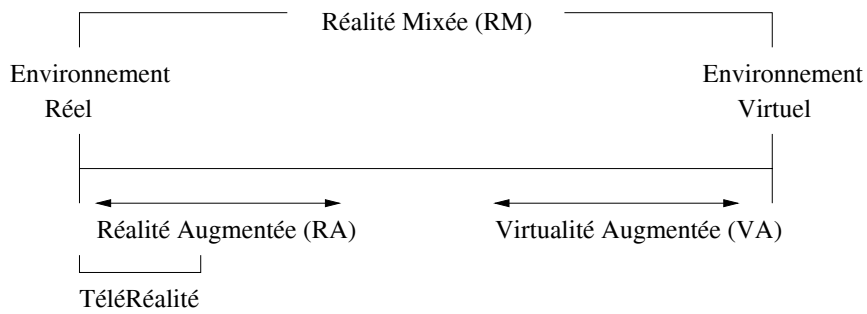 Réalité Mixée (RM)
Environnement
Réel
Environnement
Virtuel
Réalité Augmentée (RA)
Virtualité Augmentée (VA)
TéléRéalité